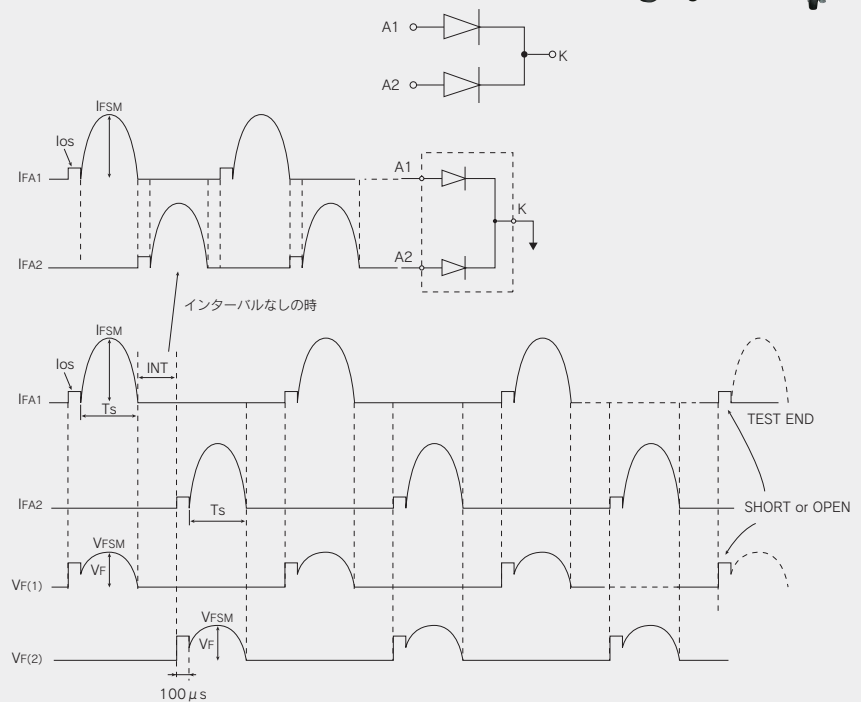 A1
K
A2
IFSM
Ios
IFA1
A1
K
IFA2
A2
インターバルなしの時
IFSM
Ios
INT
IFA1
Ts
TEST END
IFA2
Ts
SHORT or OPEN
VFSM
VF
VF(1)
VFSM
VF
VF(2)
100μs